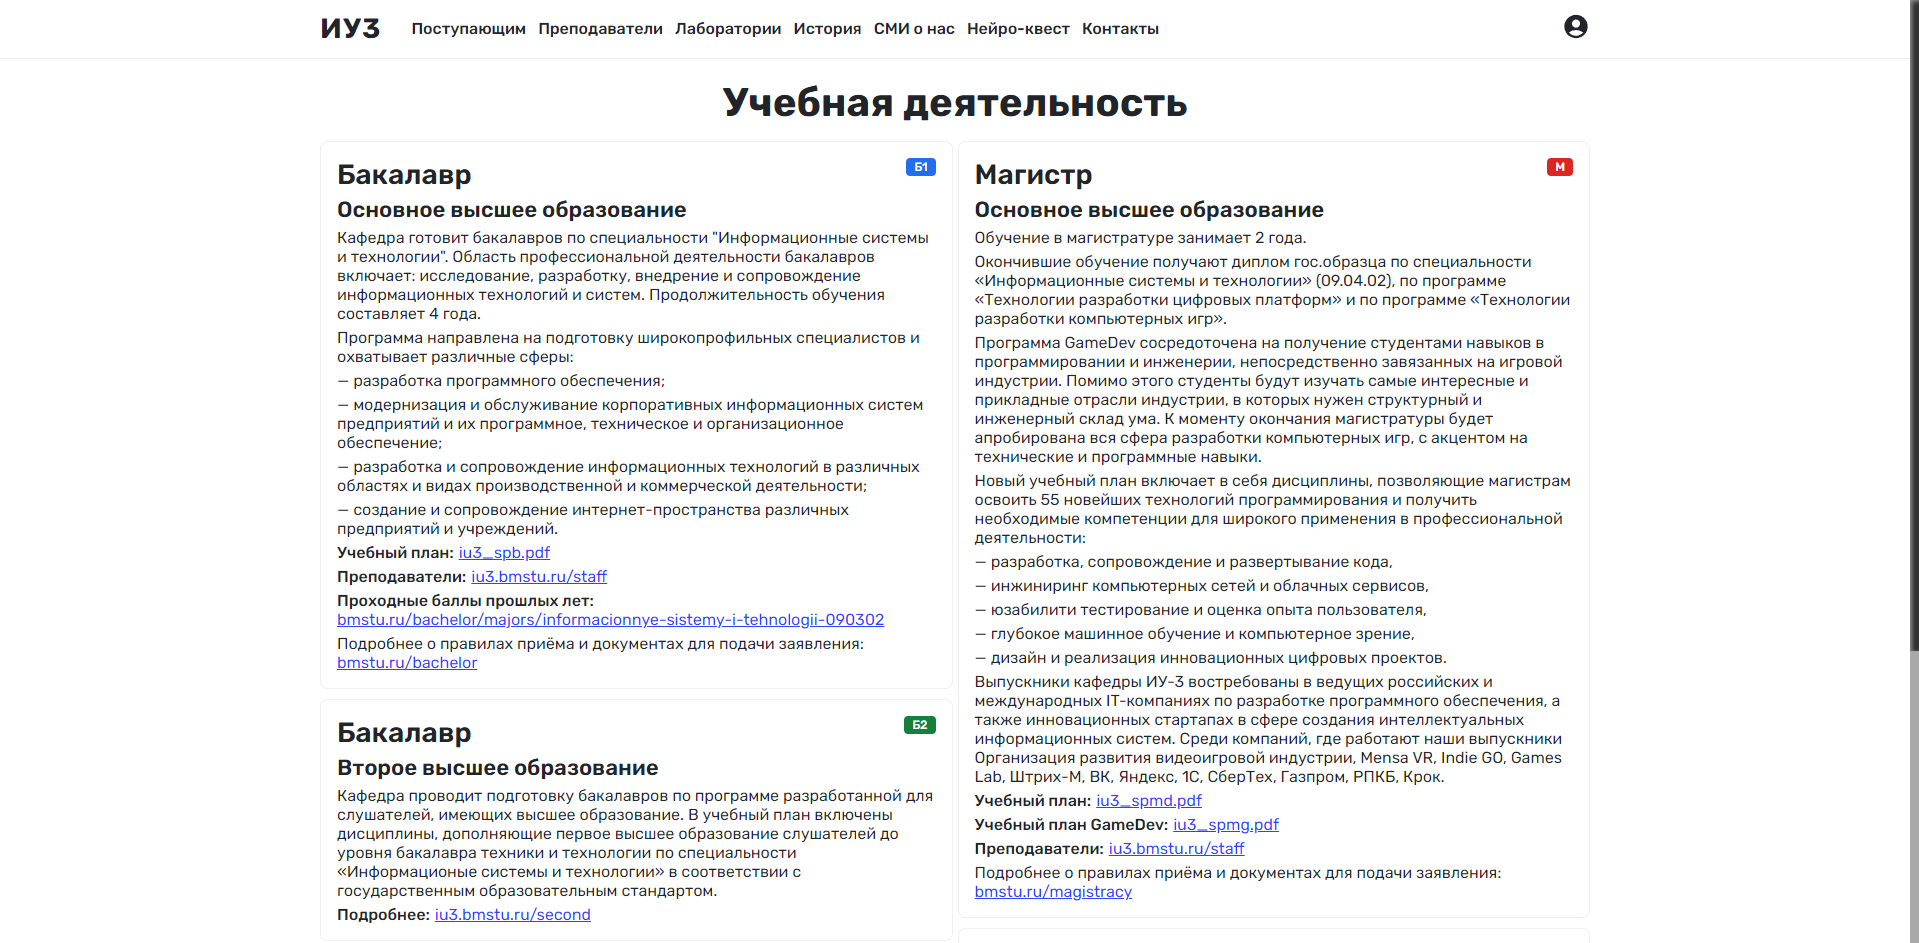 ИУ3
Поступающим Преподаватели Лаборатории История СМИ о нас Нейро-квест Контакты
Учебная деятельность
Бакалавр
Б1
Основное высшее образование
Кафедра готовит бакалавров по специальности "Информационные системы
и технологии". Область профессиональной деятельности бакалавров
включает: исследование, разработку, внедрение и сопровождение
информационных технологий и систем. Продолжительность обучения
составляет 4 года.
Программа направлена на подготовку широкопрофильных специалистов и
охватывает различные сферы:
— разработка программного обеспечения;
— модернизация и обслуживание корпоративных информационных систем
предприятий и их программное, техническое и организационное
обеспечение;
— разработка и сопровождение информационных технологий в различных
областях и видах производственной и коммерческой деятельности;
— создание и сопровождение интернет-пространства различных
предприятий и учреждений.
Учебный план: iu3_spb.pdf
Преподаватели: iu3.bmstu.ru/staff
Проходные баллы прошлых лет:
bmstu.ru/bachelor/majors/informacionnye-sistemy-i-tehnologii-090302
Подробнее о правилах приёма и документах для подачи заявления:
bmstu.ru/bachelor
Бакалавр
Б2
Второе высшее образование
Кафедра проводит подготовку бакалавров по программе разработанной для
слушателей, имеющих высшее образование. В учебный план включены
дисциплины, дополняющие первое высшее образование слушателей до
уровня бакалавра техники и технологии по специальности
«Информационые системы и технологии» в соответствии с
государственным образовательным стандартом.
Подробнее: iu3.bmstu.ru/second
Магистр
М
Основное высшее образование
Обучение в магистратуре занимает 2 года.
Окончившие обучение получают диплом гос.образца по специальности
«Информационные системы и технологии» (09.04.02), по программе
«Технологии разработки цифровых платформ» и по программе «Технологии
разработки компьютерных игр».
Программа GameDev сосредоточена на получение студентами навыков в
программировании и инженерии, непосредственно завязанных на игровой
индустрии. Помимо этого студенты будут изучать самые интересные и
прикладные отрасли индустрии, в которых нужен структурный и
инженерный склад ума. К моменту окончания магистратуры будет
апробирована вся сфера разработки компьютерных игр, с акцентом на
технические и программные навыки.
Новый учебный план включает в себя дисциплины, позволяющие магистрам
освоить 55 новейших технологий программирования и получить
необходимые компетенции для широкого применения в профессиональной
деятельности:
— разработка, сопровождение и развертывание кода,
— инжиниринг компьютерных сетей и облачных сервисов,
— юзабилити тестирование и оценка опыта пользователя,
— глубокое машинное обучение и компьютерное зрение,
— дизайн и реализация инновационных цифровых проектов.
Выпускники кафедры ИУ-3 востребованы в ведущих российских и
международных IT-компаниях по разработке программного обеспечения, а
также инновационных стартапах в сфере создания интеллектуальных
информационных систем. Среди компаний, где работают наши выпускники
Организация развития видеоигровой индустрии, Mensa VR, Indie GO, Games
Lab, Штрих-М, ВК, Яндекс, 1С, СберТех, Газпром, РПКБ, Крок.
Учебный план: iu3_spmd.pdf
Учебный план GameDev: iu3_spmg.pdf
Преподаватели: iu3.bmstu.ru/staff
Подробнее о правилах приёма и документах для подачи заявления:
bmstu.ru/magistracy